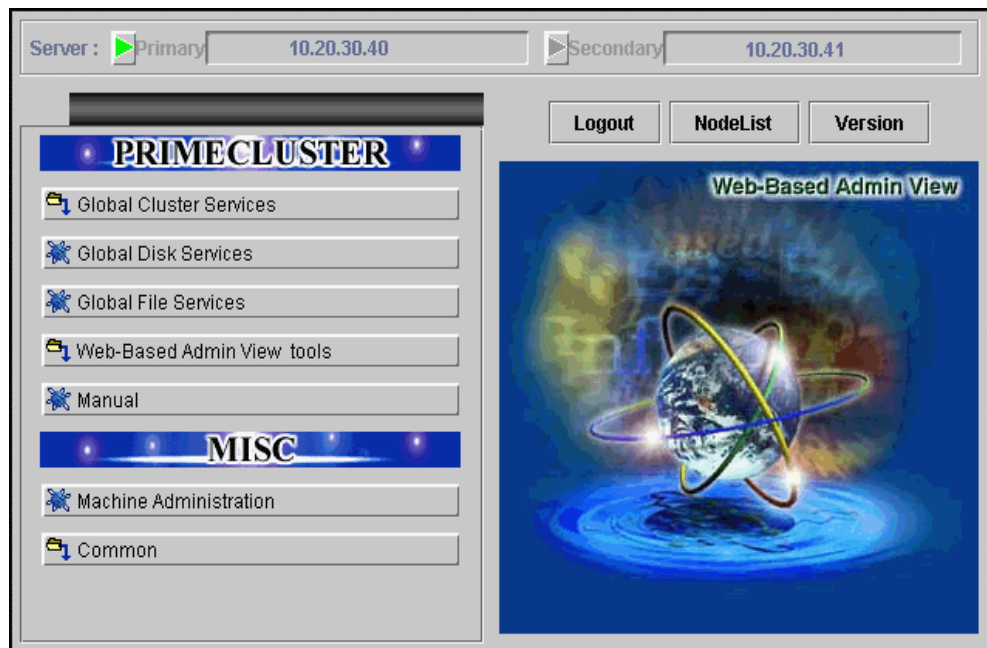 Server : Primary 10.20.30.40 Secondary 10.20.30.41
Logout NodeList Version
PRIMECLUSTER
Global Cluster Services
Global Disk Services
Global File Services
Web-Based Admin View tools
Manual
MISC
Machine Administration
Common
Web-Based Admin View